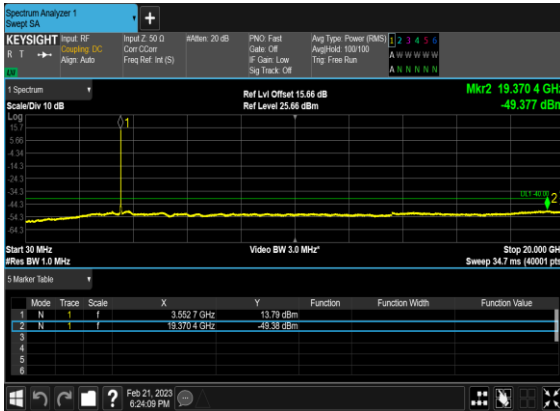 Spectrum Analyzer 1
Swept SA
+
KEYSIGHT Input: RF Input Z: 50 Ω #Atten: 20 dB PNO: Fast Avg Type: Power (RMS) 1 2 3 4 5 6
R T Coupling: DC Corr CCorr Gate: Off Avg|Hold: 100/100 A W W W W W
Align: Auto Freq Ref: Int (S) IF Gain: Low Trig: Free Run
LXI Sig Track: Off A N N N N N
1 Spectrum Ref Lvl Offset 15.66 dB Mkr2 19.370 4 GHz
Scale/Div 10 dB Ref Level 25.66 dBm -49.377 dBm
Log
15.7
5.66
-4.34
-14.3
-24.3
-34.3
-44.3
-54.3
-64.3
1
DL1 -40.00
2
Start 30 MHz Video BW 3.0 MHz* Stop 20.000 GHz
#Res BW 1.0 MHz Sweep 34.7 ms (40001 pts)
5 Marker Table
Mode Trace Scale X Y Function Function Width Function Value
1 N 1 f 3.552 7 GHz 13.79 dBm
2 N 1 f 19.370 4 GHz -49.38 dBm
3
4
5
6
? Feb 21, 2023
6:24:09 PM